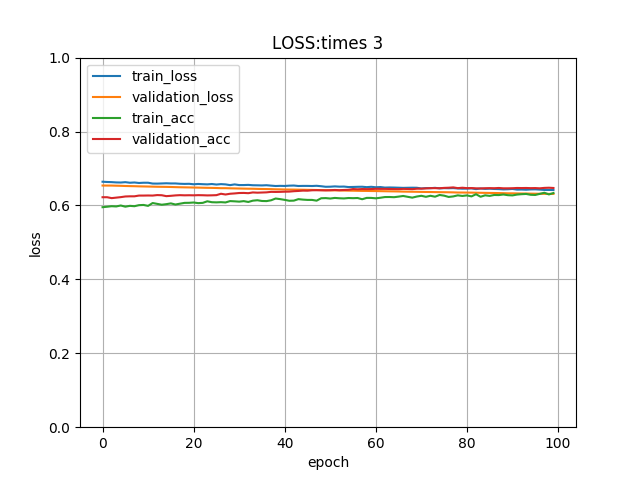 LOSS:times 3
1.0
train_loss
validation_loss
train_acc
validation_acc
0.8
0.6
loss
0.4
0.2
0.0
0 20 40 60 80 100
epoch